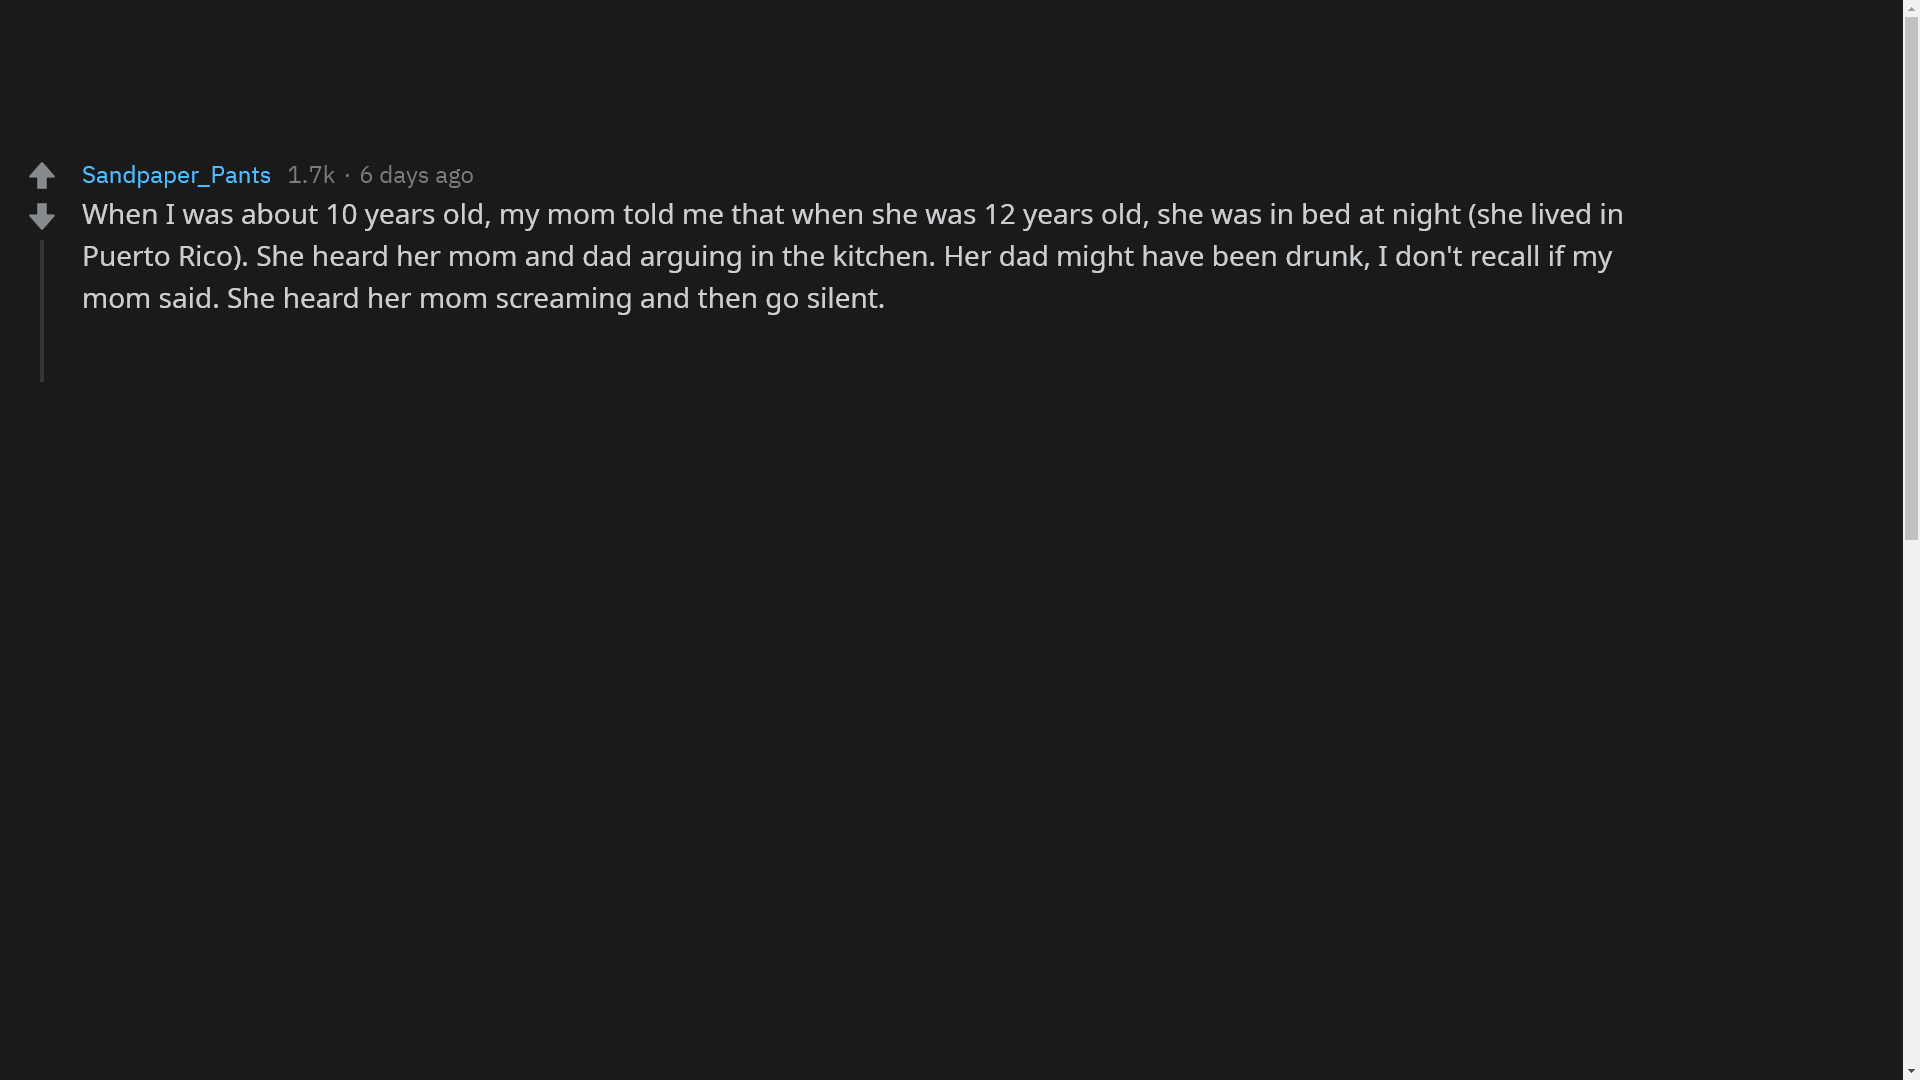 Sandpaper_Pants 1.7k · 6 days ago
When I was about 10 years old, my mom told me that when she was 12 years old, she was in bed at night (she lived in
Puerto Rico). She heard her mom and dad arguing in the kitchen. Her dad might have been drunk, I don't recall if my
mom said. She heard her mom screaming and then go silent.